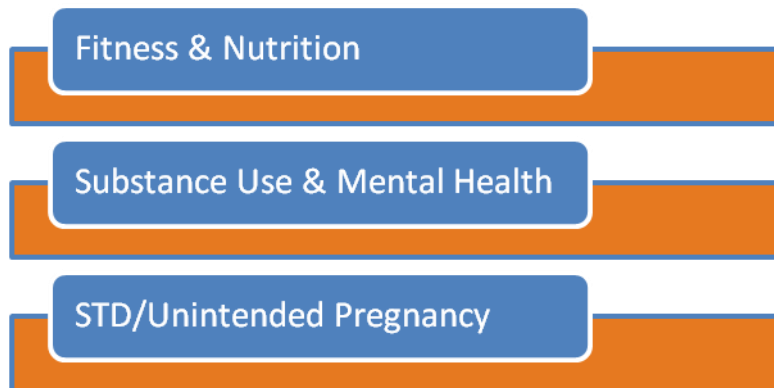 Fitness & Nutrition
Substance Use & Mental Health
STD/Unintended Pregnancy